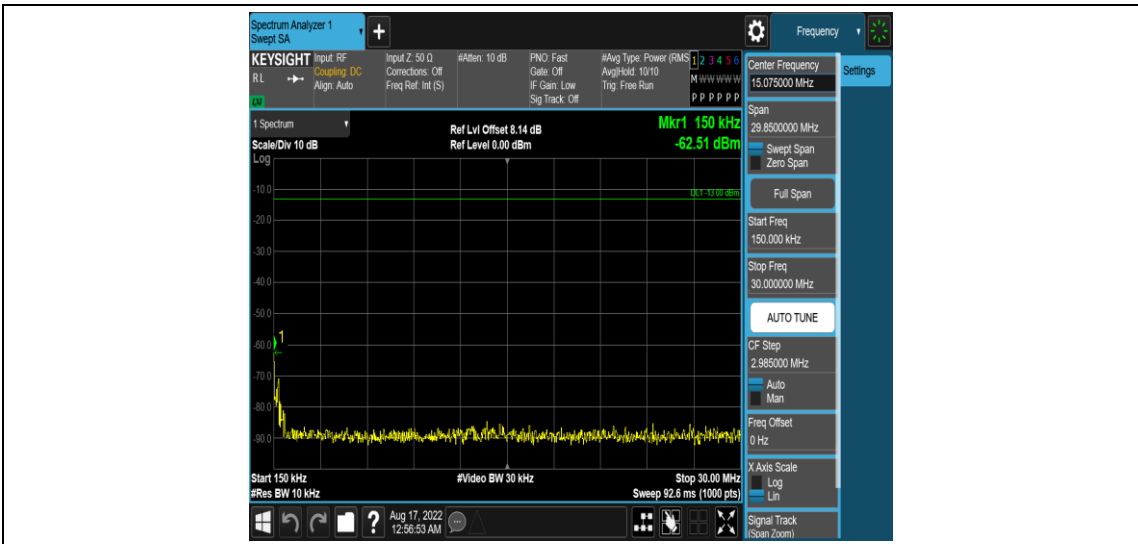 Spectrum Analyzer 1
Swept SA
+
Frequency
KEYSIGHT
RL
LXI
Input: RF
Coupling: DC
Align: Auto
Input Z: 50 Ω
Corrections: Off
Freq Ref: Int (S)
#Atten: 10 dB
PNO: Fast
Gate: Off
IF Gain: Low
Sig Track: Off
#Avg Type: Power (RMS
Avg|Hold: 10/10
Trig: Free Run
1 2 3 4 5 6
M W W W W W
P P P P P P
1 Spectrum
Scale/Div 10 dB
Log
Ref Lvl Offset 8.14 dB
Ref Level 0.00 dBm
Mkr1 150 kHz
-62.51 dBm
DL1 -13.00 dBm
-10.0
-20.0
-30.0
-40.0
-50.0
-60.0
-70.0
-80.0
-90.0
1
Start 150 kHz
#Res BW 10 kHz
#Video BW 30 kHz
Stop 30.00 MHz
Sweep 92.6 ms (1000 pts)
?
Aug 17, 2022
12:56:53 AM
Center Frequency
15.075000 MHz
Settings
Span
29.8500000 MHz
Swept Span
Zero Span
Full Span
Start Freq
150.000 kHz
Stop Freq
30.000000 MHz
AUTO TUNE
CF Step
2.985000 MHz
Auto
Man
Freq Offset
0 Hz
X Axis Scale
Log
Lin
Signal Track
(Span Zoom)